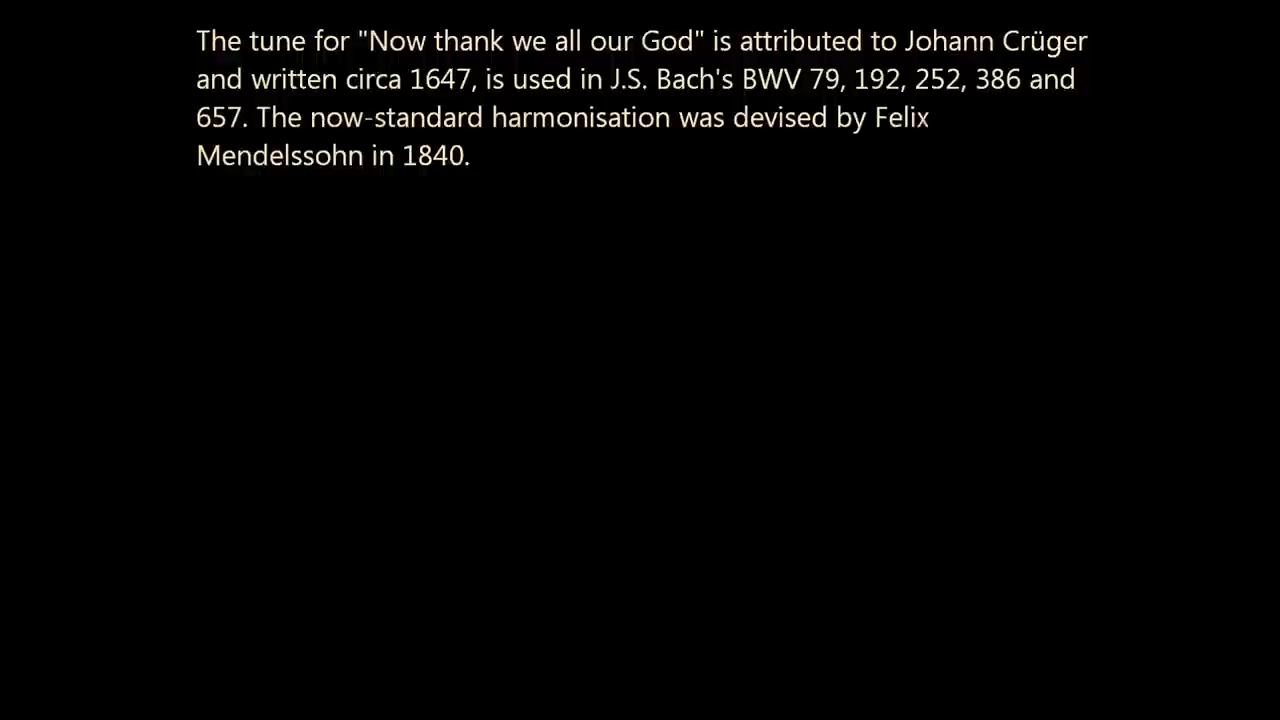 The tune for "Now thank we all our God" is attributed to Johann Crüger
and written circa 1647, is used in J.S. Bach's BWV 79, 192, 252, 386 and
657. The now-standard harmonisation was devised by Felix
Mendelssohn in 1840.